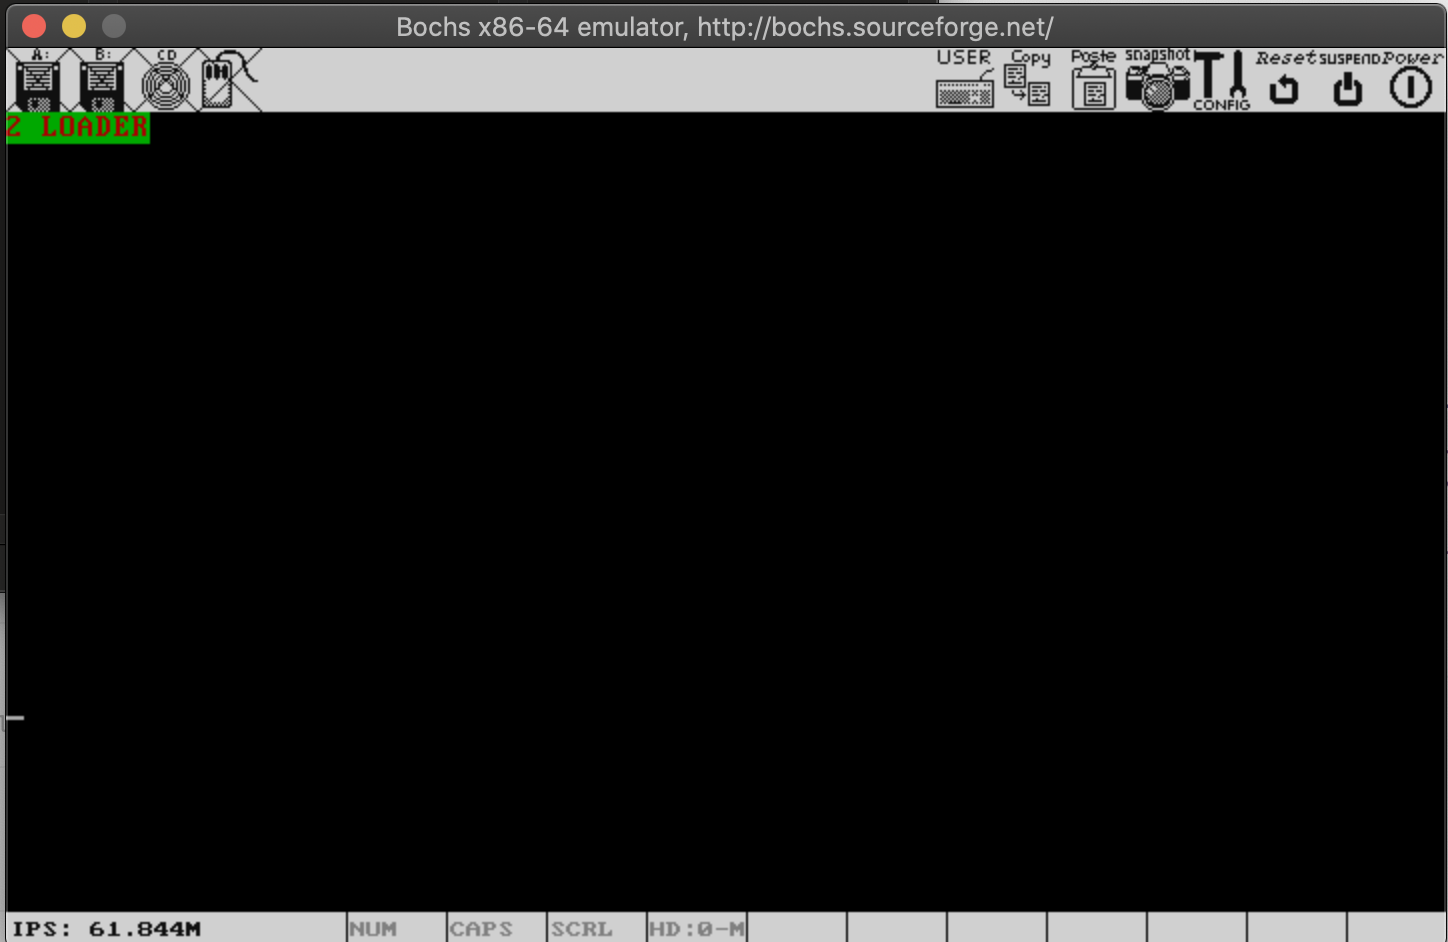 Bochs x86-64 emulator, http://bochs.sourceforge.net/
A: B: CD USER Copy Paste snapshot CONFIG Reset SUSPEND Power
2 LOADER
IPS: 61.844M NUM CAPS SCRL HD:0-M